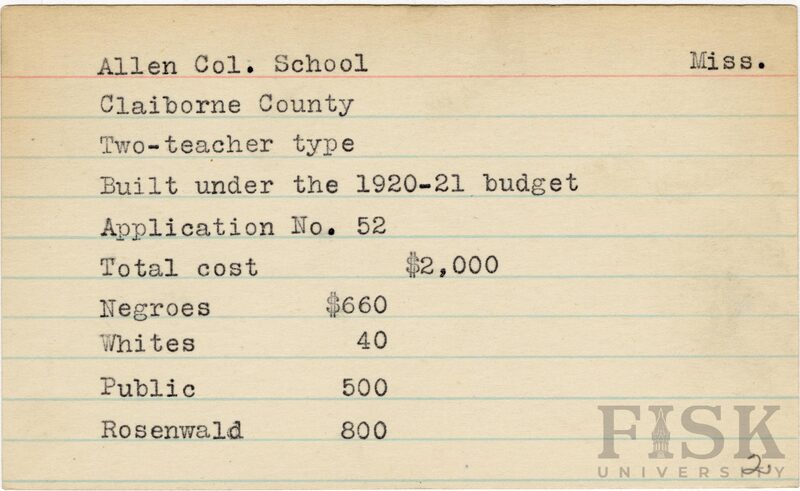 Allen Col. School Miss.
Claiborne County
Two-teacher type
Built under the 1920-21 budget
Application No. 52
Total cost $2,000
Negroes $660
Whites 40
Public 500
Rosenwald 800
FISK
UNIVERSITY
2